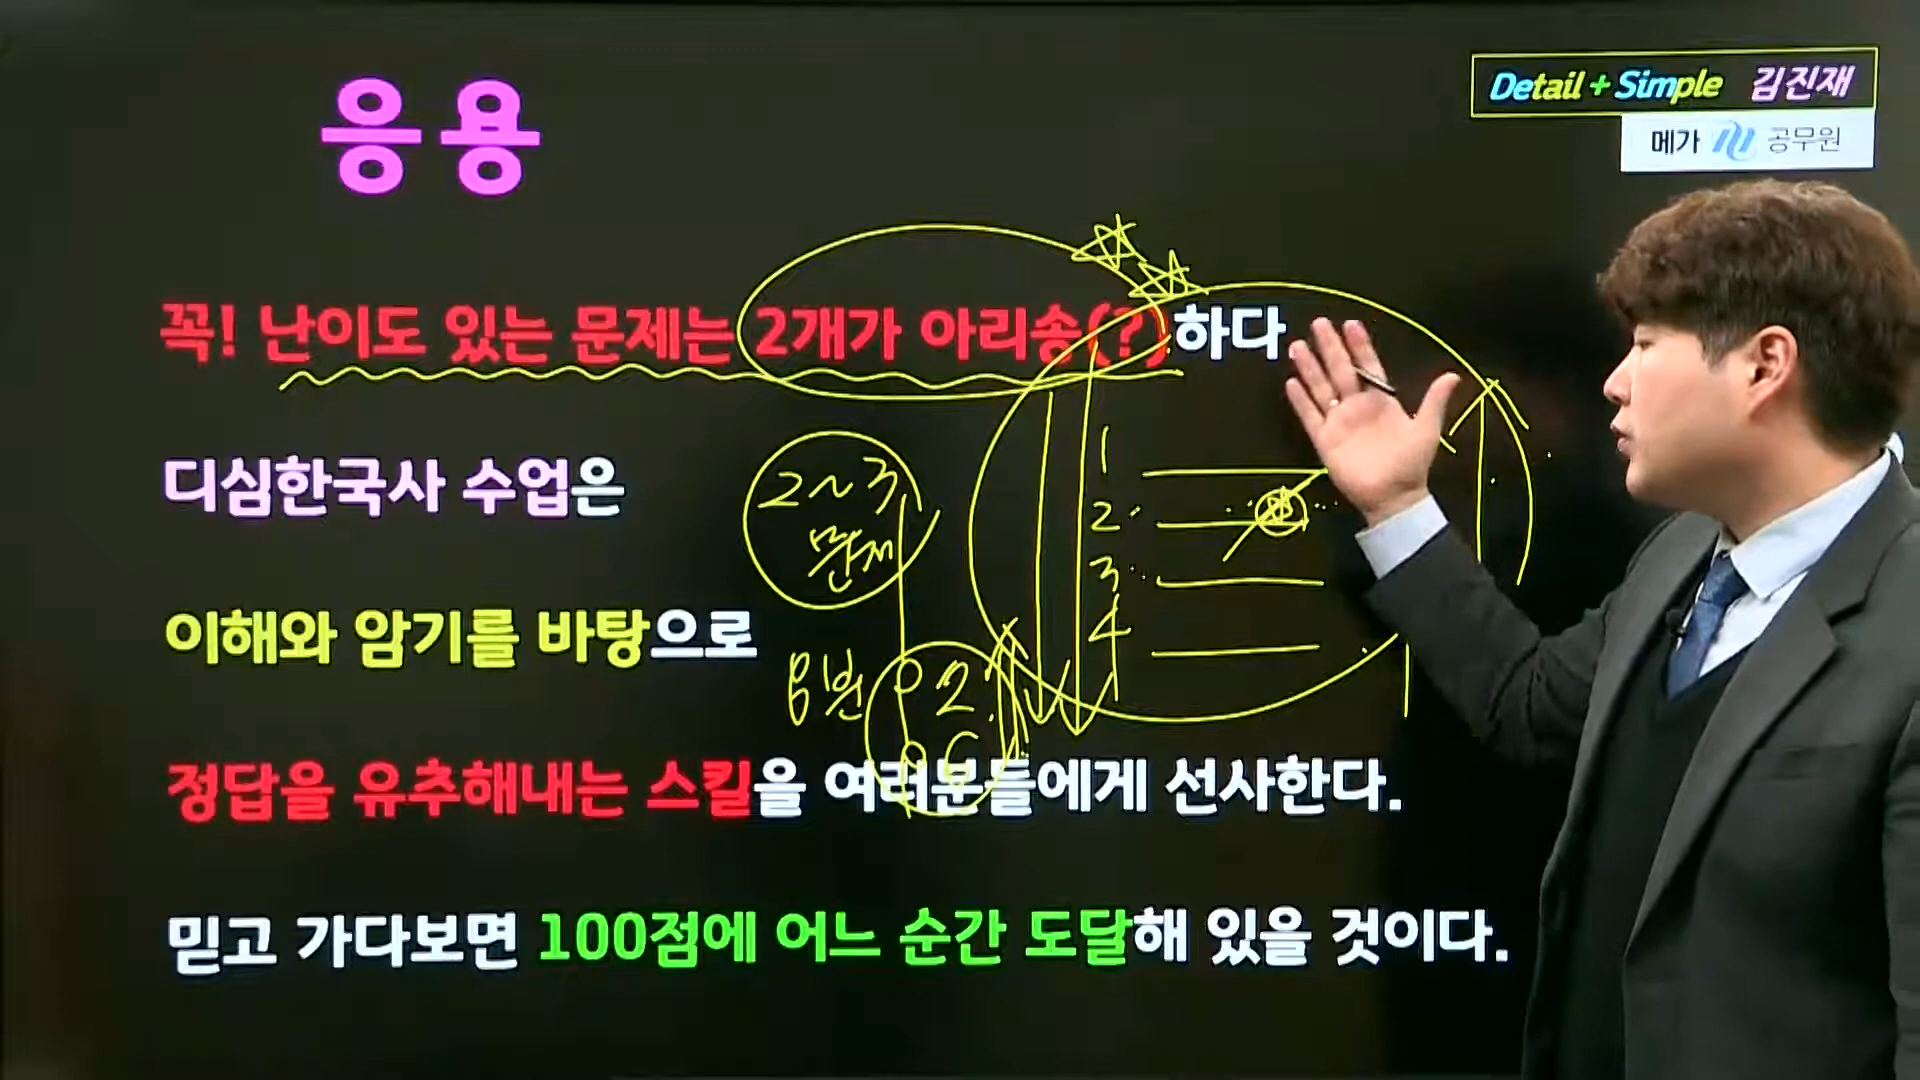 응용
Detail + Simple 김진재
메가 공무원
꼭! 난이도 있는 문제는 2개가 아리송(?)하다.
디심한국사 수업은
이해와 암기를 바탕으로
정답을 유추해내는 스킬을 여러분들에게 선사한다.
믿고 가다보면 100점에 어느 순간 도달해 있을 것이다.
2~3
문제
1
2
3
4